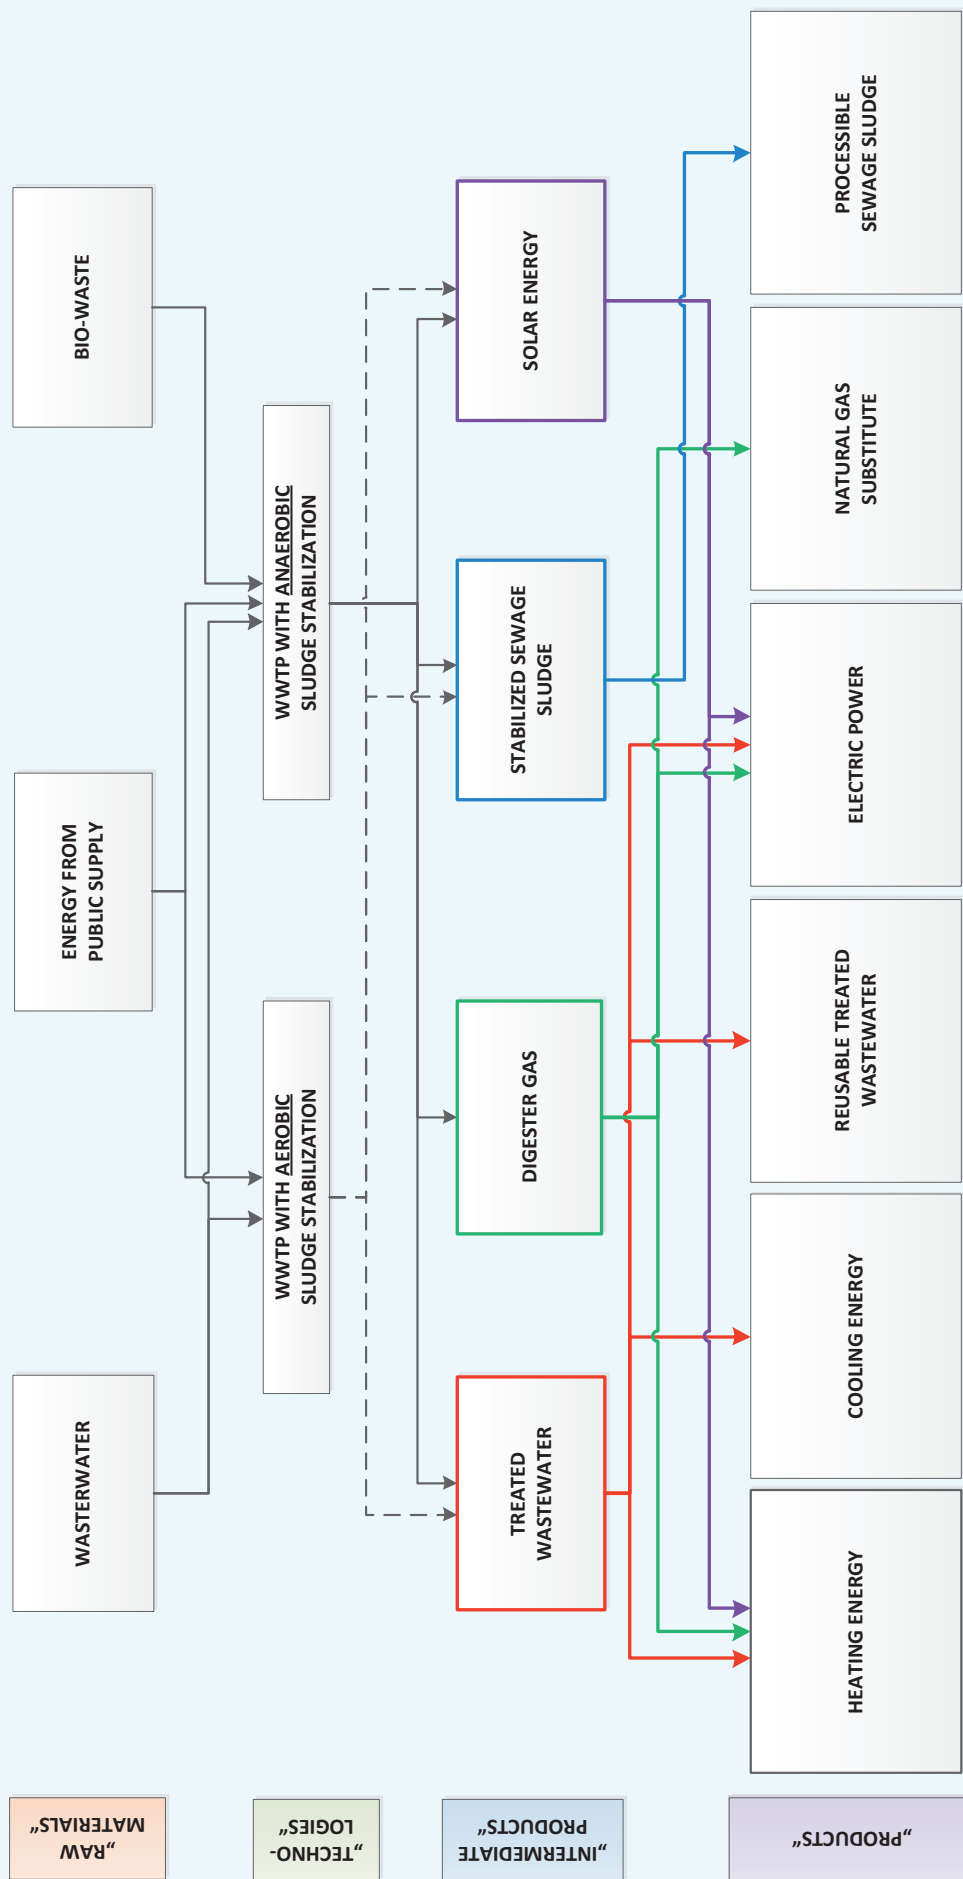 „RAW
MATERIALS“
WASTERWATER
ENERGY FROM
PUBLIC SUPPLY
BIO-WASTE
„TECHNO-
LOGIES“
WWTP WITH AEROBIC
SLUDGE STABILIZATION
WWTP WITH ANAEROBIC
SLUDGE STABILIZATION
„INTERMEDIATE
PRODUCTS“
TREATED
WASTEWATER
DIGESTER GAS
STABILIZED SEWAGE
SLUDGE
SOLAR ENERGY
„PRODUCTS“
HEATING ENERGY
COOLING ENERGY
REUSABLE TREATED
WASTEWATER
ELECTRIC POWER
NATURAL GAS
SUBSTITUTE
PROCESSIBLE
SEWAGE SLUDGE